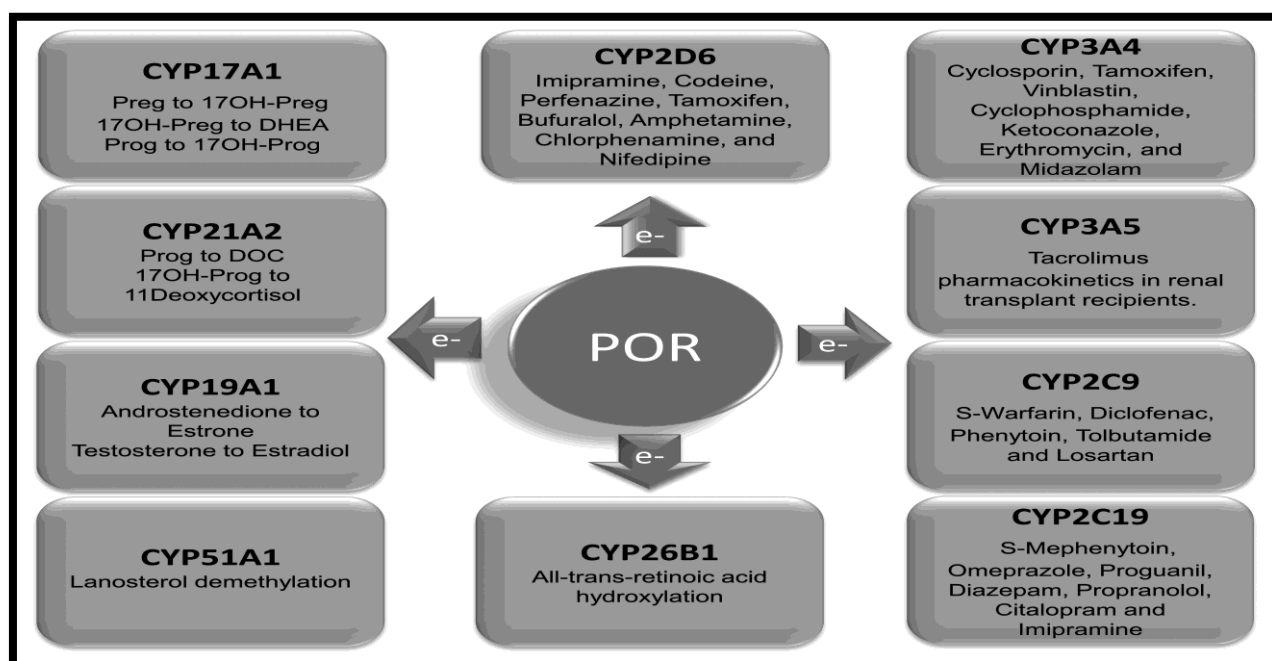 CYP17A1
Preg to 17OH-Preg
17OH-Preg to DHEA
Prog to 17OH-Prog
CYP21A2
Prog to DOC
17OH-Prog to
11Deoxycortisol
CYP19A1
Androstenedione to
Estrone
Testosterone to Estradiol
CYP51A1
Lanosterol demethylation
CYP2D6
Imipramine, Codeine,
Perfenazine, Tamoxifen,
Bufuralol, Amphetamine,
Chlorphenamine, and
Nifedipine
e-
e-
POR
e-
e-
CYP26B1
All-trans-retinoic acid
hydroxylation
CYP3A4
Cyclosporin, Tamoxifen,
Vinblastin,
Cyclophosphamide,
Ketoconazole,
Erythromycin, and
Midazolam
CYP3A5
Tacrolimus
pharmacokinetics in renal
transplant recipients.
CYP2C9
S-Warfarin, Diclofenac,
Phenytoin, Tolbutamide
and Losartan
CYP2C19
S-Mephenytoin,
Omeprazole, Proguanil,
Diazepam, Propranolol,
Citalopram and
Imipramine